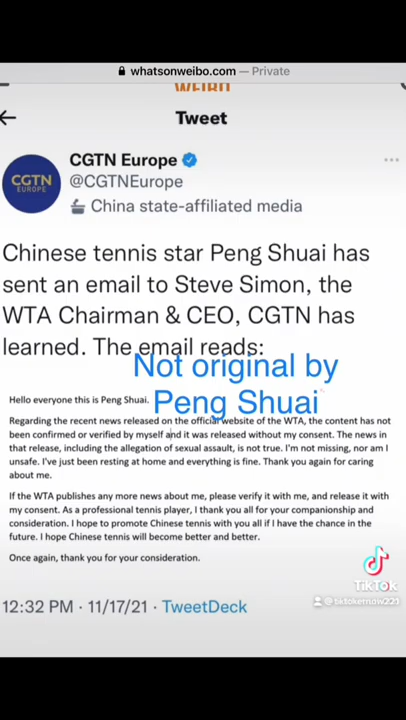 whatsonweibo.com — Private
WEIBO
Tweet
CGTN Europe
@CGTNEurope
China state-affiliated media
CGTN
EUROPE
Chinese tennis star Peng Shuai has
sent an email to Steve Simon, the
WTA Chairman & CEO, CGTN has
learned. The email reads:
Not original by
Peng Shuai
Hello everyone this is Peng Shuai.
Regarding the recent news released on the official website of the WTA, the content has not
been confirmed or verified by myself and it was released without my consent. The news in
that release, including the allegation of sexual assault, is not true. I'm not missing, nor am I
unsafe. I've just been resting at home and everything is fine. Thank you again for caring
about me.
If the WTA publishes any more news about me, please verify it with me, and release it with
my consent. As a professional tennis player, I thank you all for your companionship and
consideration. I hope to promote Chinese tennis with you all if I have the chance in the
future. I hope Chinese tennis will become better and better.
Once again, thank you for your consideration.
TikTok
12:32 PM · 11/17/21 · TweetDeck